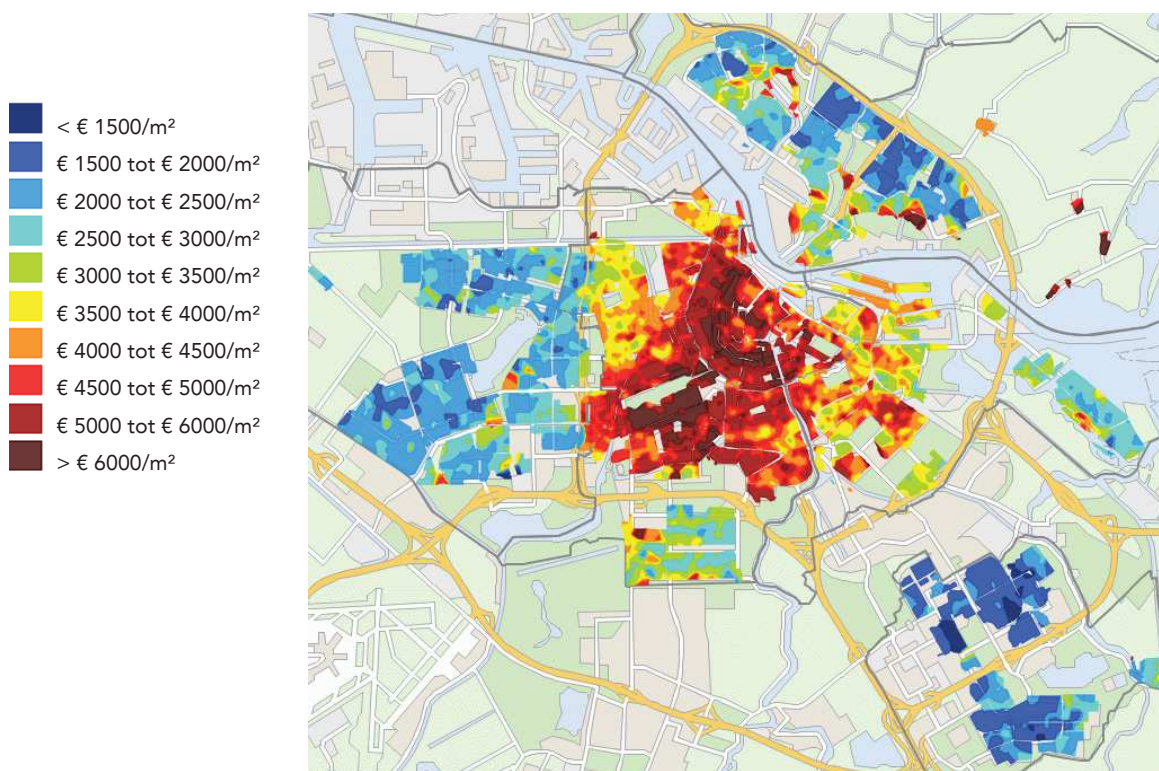 < € 1500/m²
€ 1500 tot € 2000/m²
€ 2000 tot € 2500/m²
€ 2500 tot € 3000/m²
€ 3000 tot € 3500/m²
€ 3500 tot € 4000/m²
€ 4000 tot € 4500/m²
€ 4500 tot € 5000/m²
€ 5000 tot € 6000/m²
> € 6000/m²